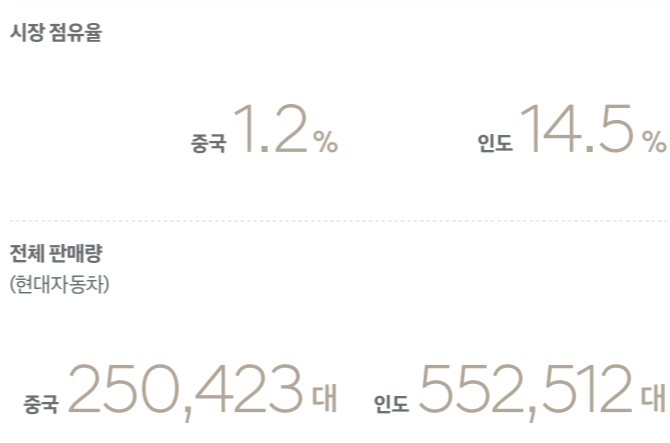 시장 점유율
중국 1.2 % 인도 14.5 %
전체 판매량
(현대자동차)
중국 250,423 대 인도 552,512 대